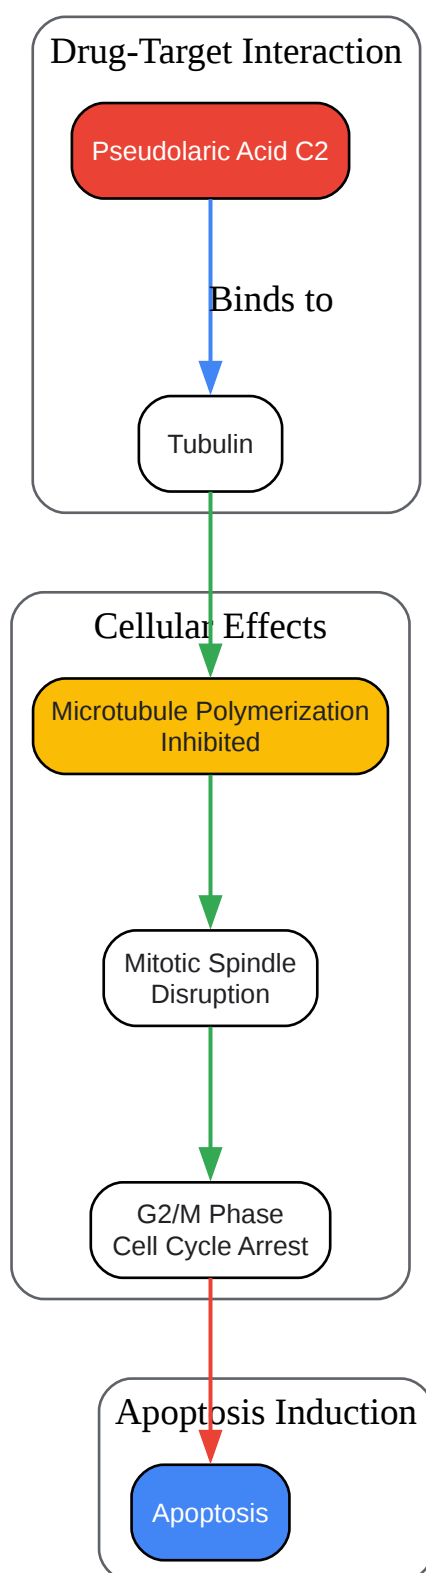 Drug-Target Interaction
Pseudolaric Acid C2
Binds to
Tubulin
Cellular Effects
Microtubule Polymerization
Inhibited
Mitotic Spindle
Disruption
G2/M Phase
Cell Cycle Arrest
Apoptosis Induction
Apoptosis